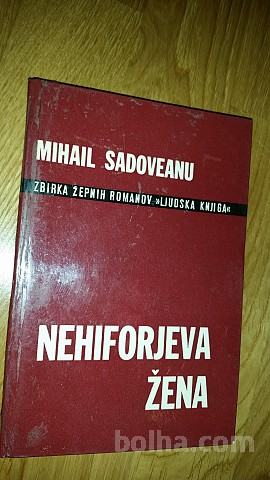 MIHAIL SADOVEANU
ZBIRKA ŽEPNIH ROMANOV »LJUDSKA KNJIGA«
NEHIFORJEVA
ŽENA
bolha.com